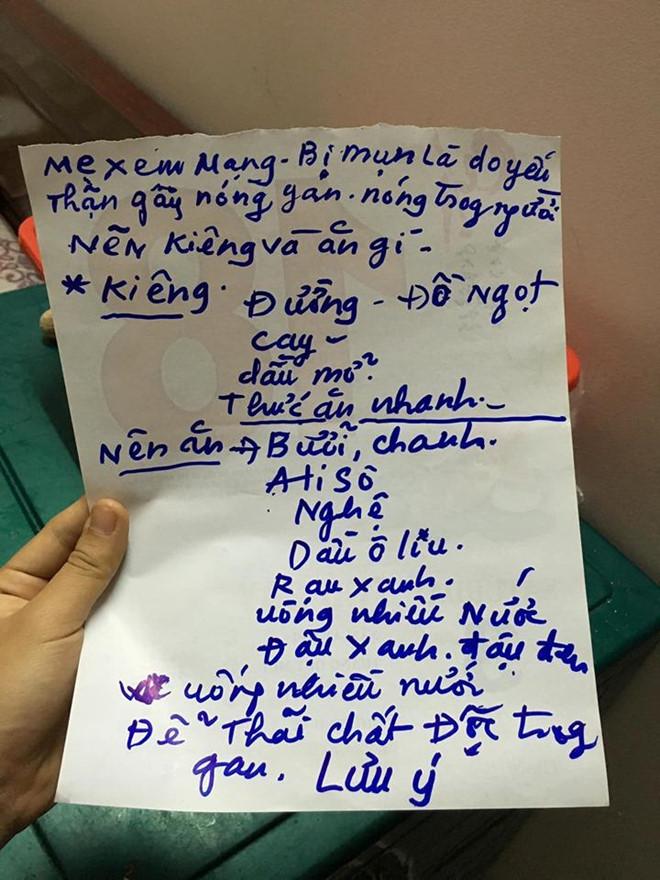 Mẹ xem Mạng - Bị mụn Là do yếu
Thận gây nóng gan. nóng trog người
Nên Kiêng và ăn gì -
* Kiêng. Đường - Đồ Ngọt
Cay -
dầu mỡ.
Thức ăn nhanh. -
Nên ăn → Bưởi, chanh.
AtiSô
Nghệ
Dầu ô liu.
Rau xanh.
uống nhiều Nước
Đậu xanh. đậu đen
uống nhiều nước
Để Thải chất Độc trog
gan. Lưu ý